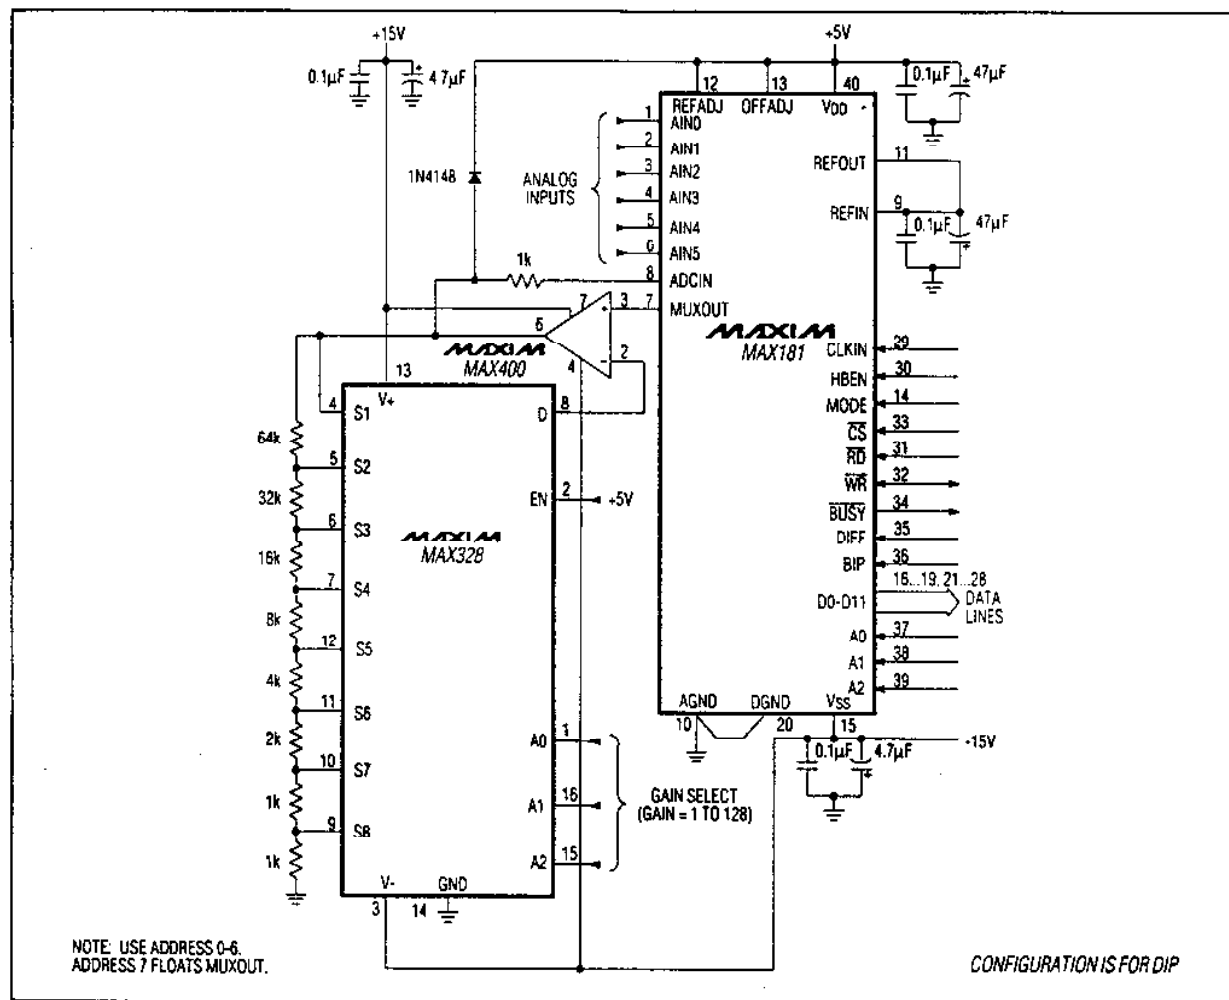 +15V
+5V
0.1µF
4.7µF
0.1µF
47µF
12
13
40
REFADJ
OFFADJ
VDD
1
AIN0
2
AIN1
3
AIN2
4
AIN3
5
AIN4
6
AIN5
8
ADCIN
7
MUXOUT
ANALOG
INPUTS
1N4148
1k
11
REFOUT
9
REFIN
0.1µF
47µF
7
3
6
2
4
MAXIM
MAX400
MAXIM
MAX181
CLKIN
29
HBEN
30
MODE
14
CS
33
RD
31
WR
32
BUSY
34
DIFF
35
BIP
36
D0-D11
16...19, 21...28
DATA
LINES
A0
37
A1
38
A2
39
AGND
DGND
VSS
10
20
15
-15V
0.1µF
4.7µF
13
V+
4
S1
8
D
64k
5
S2
2
EN
+5V
32k
6
S3
MAXIM
MAX328
16k
7
S4
8k
12
S5
4k
11
S6
2k
10
S7
1k
9
S8
1k
A0
1
A1
16
A2
15
GAIN SELECT
(GAIN = 1 TO 128)
V-
GND
3
14
NOTE: USE ADDRESS 0-6.
ADDRESS 7 FLOATS MUXOUT.
CONFIGURATION IS FOR DIP